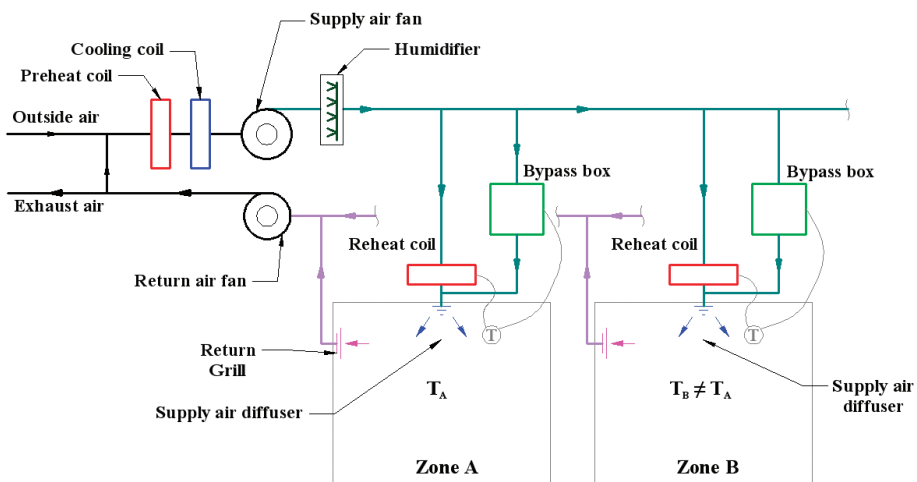 Supply air fan
Cooling coil
Humidifier
Preheat coil
Outside air
Bypass box
Bypass box
Exhaust air
Reheat coil
Reheat coil
Return air fan
T
T
Return
Grill
T_A
T_B ≠ T_A
Supply air
diffuser
Supply air diffuser
Zone A
Zone B